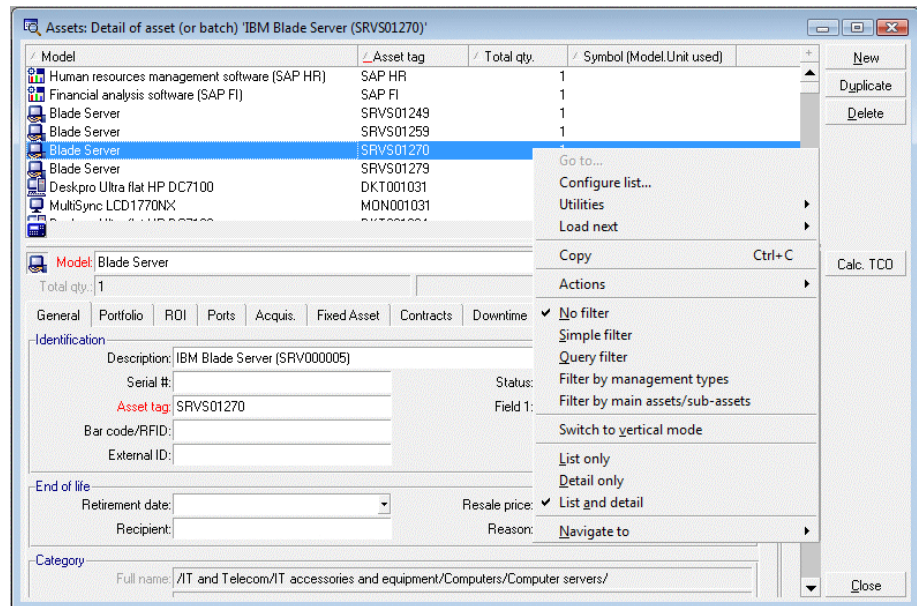 Assets: Detail of asset (or batch) 'IBM Blade Server (SRVS01270)'
Model Asset tag Total qty. Symbol (Model.Unit used)
Human resources management software (SAP HR) SAP HR 1
Financial analysis software (SAP FI) SAP FI 1
Blade Server SRVS01249 1
Blade Server SRVS01259 1
Blade Server SRVS01270
Blade Server SRVS01279
Deskpro Ultra flat HP DC7100 DKT001031
MultiSync LCD1770NX MON001031
New
Duplicate
Delete
Calc. TCO
Close
Go to...
Configure list...
Utilities
Load next
Copy Ctrl+C
Actions
No filter
Simple filter
Query filter
Filter by management types
Filter by main assets/sub-assets
Switch to vertical mode
List only
Detail only
List and detail
Navigate to
Model: Blade Server
Total qty.: 1
General Portfolio ROI Ports Acquis. Fixed Asset Contracts Downtime
Identification
Description: IBM Blade Server (SRV000005)
Serial #: Status:
Asset tag: SRVS01270 Field 1:
Bar code/RFID:
External ID:
End of life
Retirement date: Resale price:
Recipient: Reason:
Category
Full name: /IT and Telecom/IT accessories and equipment/Computers/Computer servers/